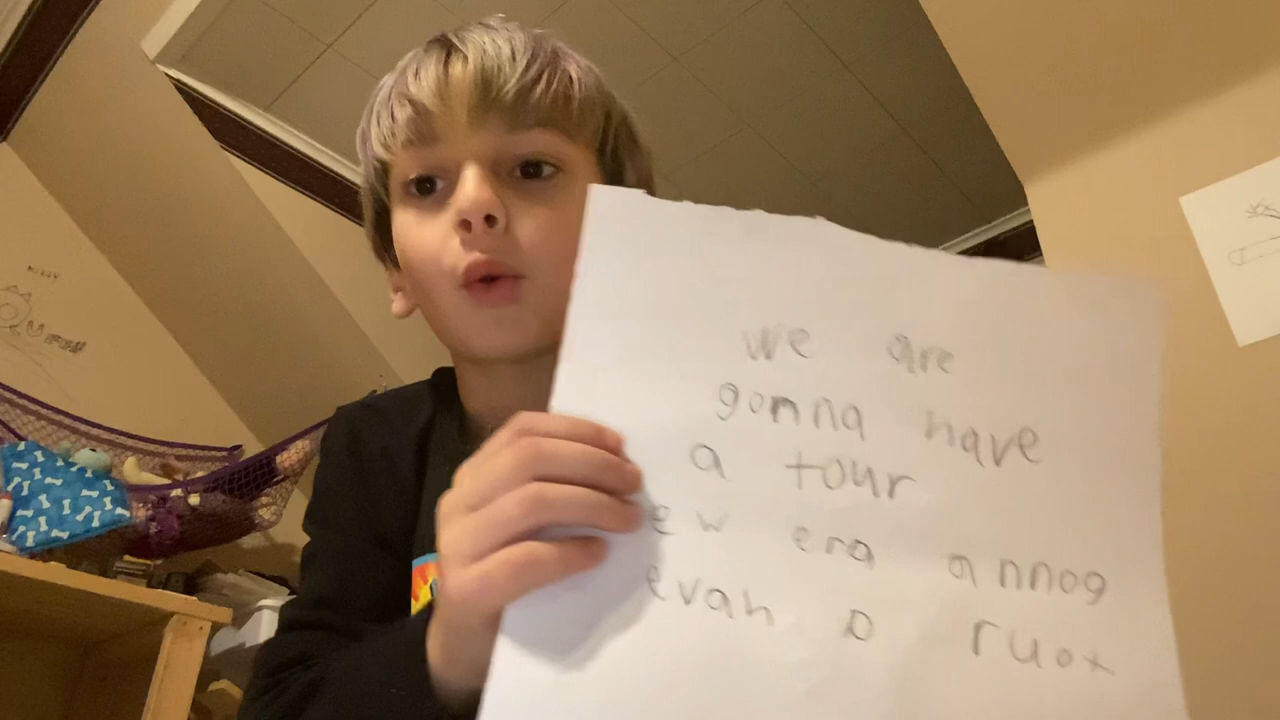 we are
gonna have
a tour
ew era annog
evah a ruot